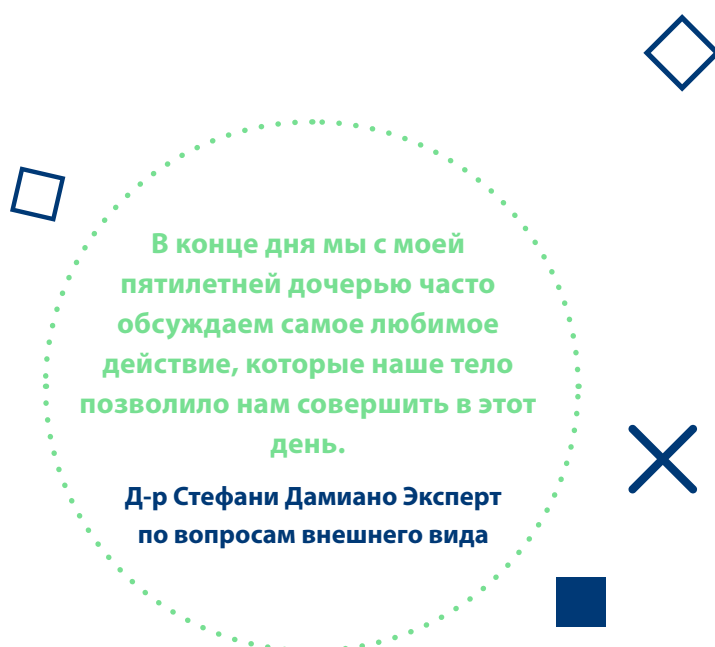 В конце дня мы с моей
пятилетней дочерью часто
обсуждаем самое любимое
действие, которые наше тело
позволило нам совершить в этот
день.
Д-р Стефани Дамиано Эксперт
по вопросам внешнего вида